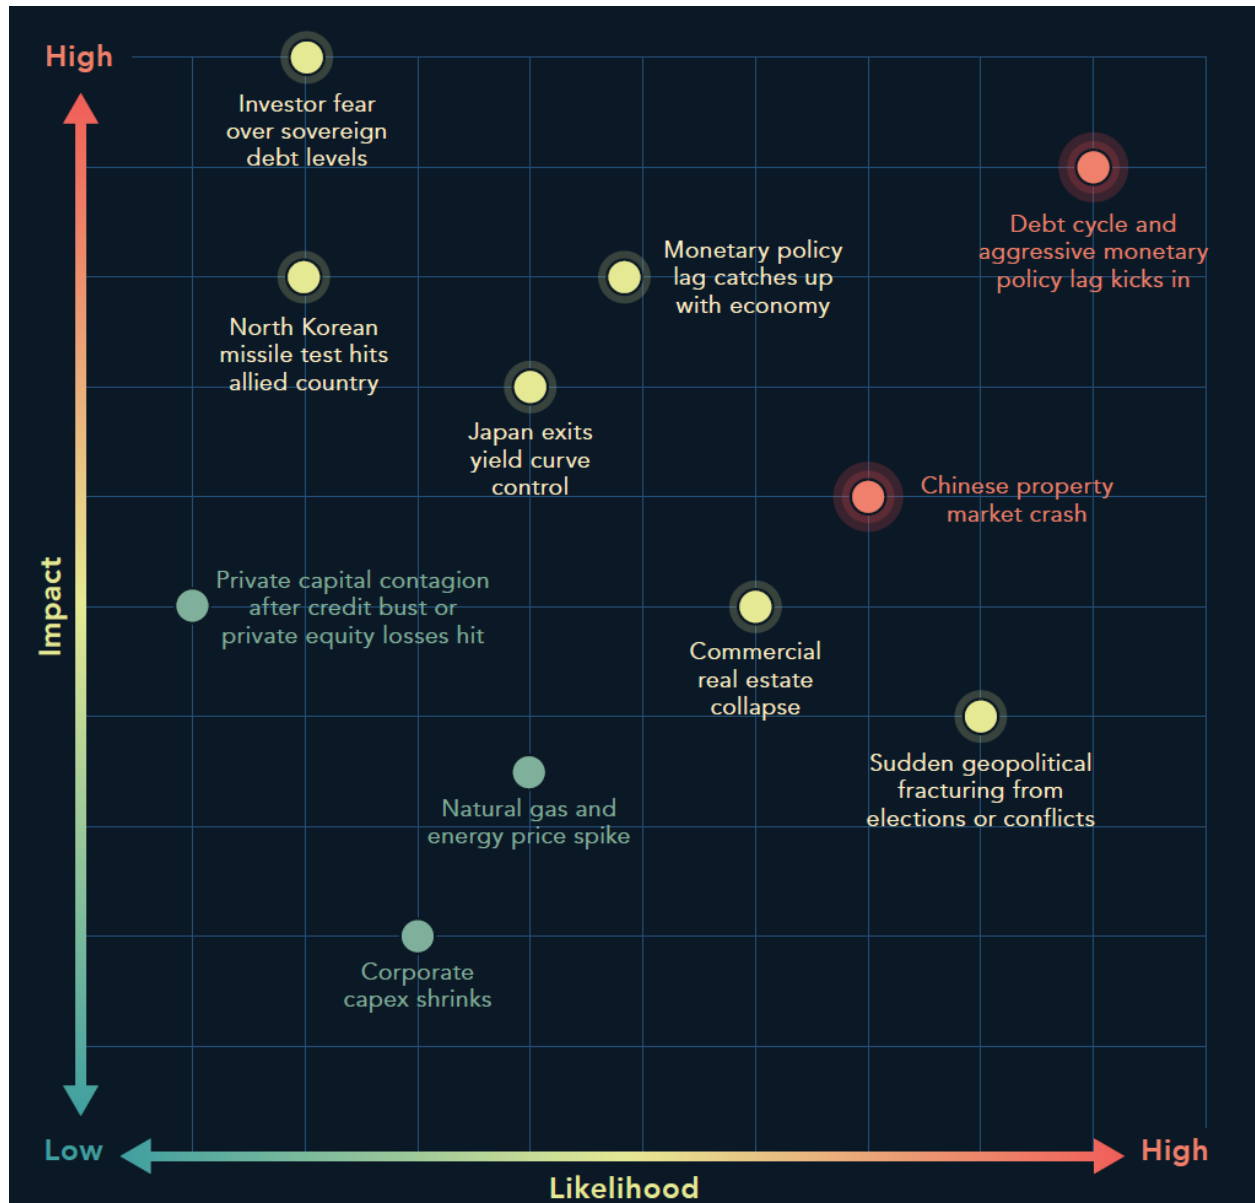 High
Investor fear
over sovereign
debt levels
Debt cycle and
aggressive monetary
policy lag kicks in
Monetary policy
lag catches up
with economy
North Korean
missile test hits
allied country
Japan exits
yield curve
control
Chinese property
market crash
Impact
Private capital contagion
after credit bust or
private equity losses hit
Commercial
real estate
collapse
Sudden geopolitical
fracturing from
elections or conflicts
Natural gas and
energy price spike
Corporate
capex shrinks
Low
High
Likelihood